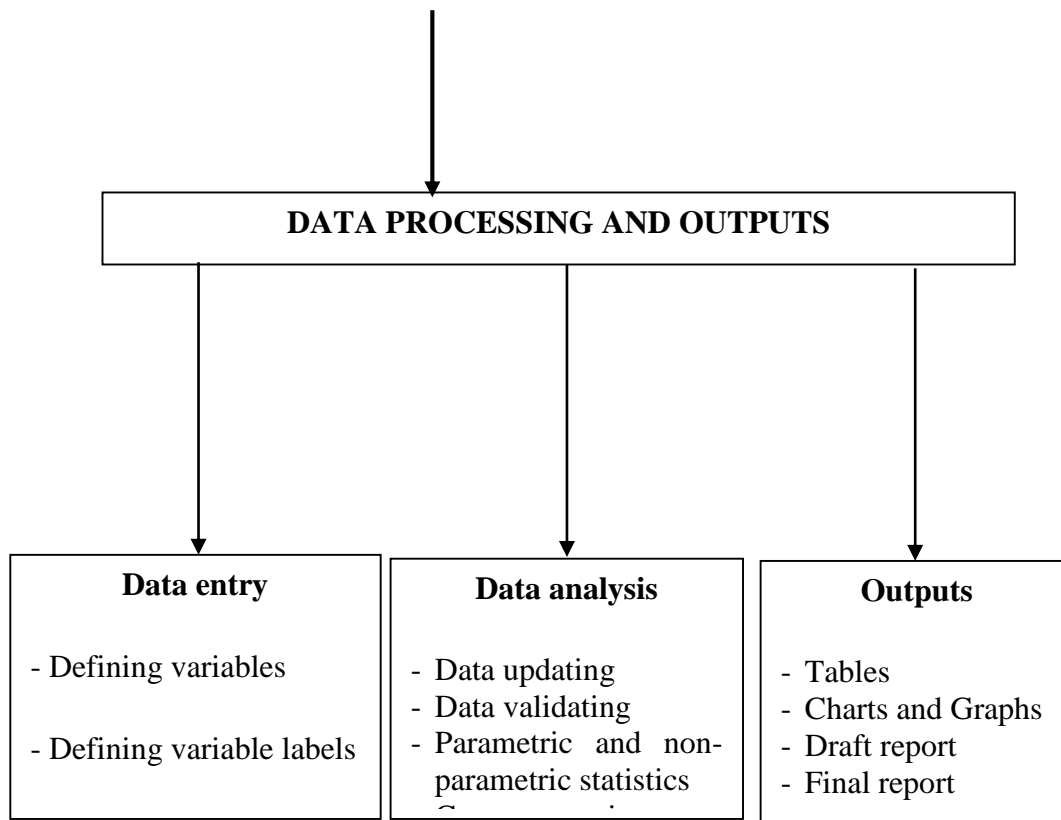 DATA PROCESSING AND OUTPUTS
Data entry
- Defining variables
- Defining variable labels
Data analysis
- Data updating
- Data validating
- Parametric and non-
parametric statistics
Outputs
- Tables
- Charts and Graphs
- Draft report
- Final report